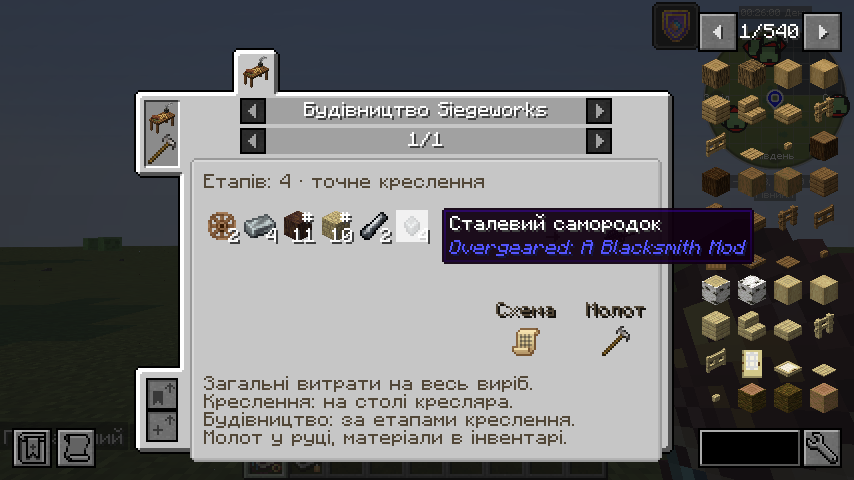 1/540
Будівництво Siegeworks
1/1
Етапів: 4 · точне креслення
2 4 # 11 # 10 2
Сталевий самородок
Overgeared: A Blacksmith Mod
Схема Молот
Загальні витрати на весь виріб.
Креслення: на столі кресляра.
Будівництво: за етапами креслення.
Молот у руці, матеріали в інвентарі.